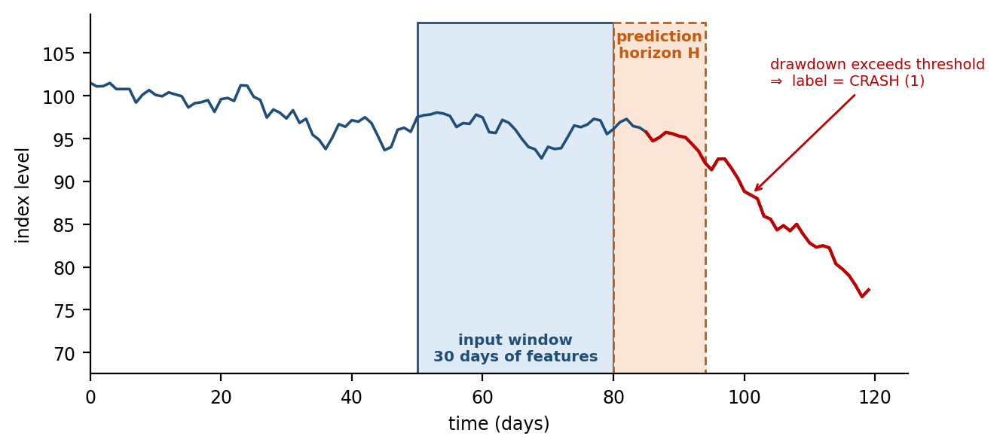 prediction
horizon H
drawdown exceeds threshold
⇒ label = CRASH (1)
input window
30 days of features
index level
105
100
95
90
85
80
75
70
0 20 40 60 80 100 120
time (days)